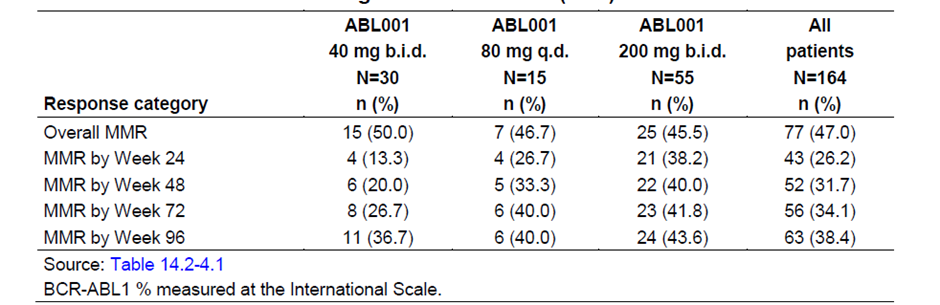 ABL001 ABL001 ABL001 All
40 mg b.i.d. 80 mg q.d. 200 mg b.i.d. patients
N=30 N=15 N=55 N=164
Response category n (%) n (%) n (%) n (%)
Overall MMR 15 (50.0) 7 (46.7) 25 (45.5) 77 (47.0)
MMR by Week 24 4 (13.3) 4 (26.7) 21 (38.2) 43 (26.2)
MMR by Week 48 6 (20.0) 5 (33.3) 22 (40.0) 52 (31.7)
MMR by Week 72 8 (26.7) 6 (40.0) 23 (41.8) 56 (34.1)
MMR by Week 96 11 (36.7) 6 (40.0) 24 (43.6) 63 (38.4)
Source: Table 14.2-4.1
BCR-ABL1 % measured at the International Scale.